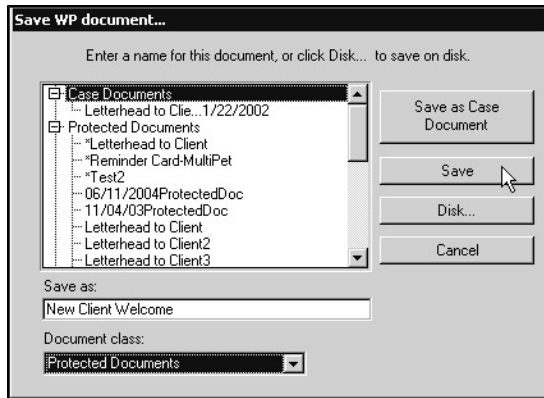 Save WP document...
Enter a name for this document, or click Disk... to save on disk.
Case Documents
Letterhead to Clie...1/22/2002
Protected Documents
*Letterhead to Client
*Reminder Card-MultiPet
*Test2
06/11/2004ProtectedDoc
11/04/03ProtectedDoc
Letterhead to Client
Letterhead to Client2
Letterhead to Client3
Save as Case
Document
Save
Disk...
Cancel
Save as:
New Client Welcome
Document class:
Protected Documents